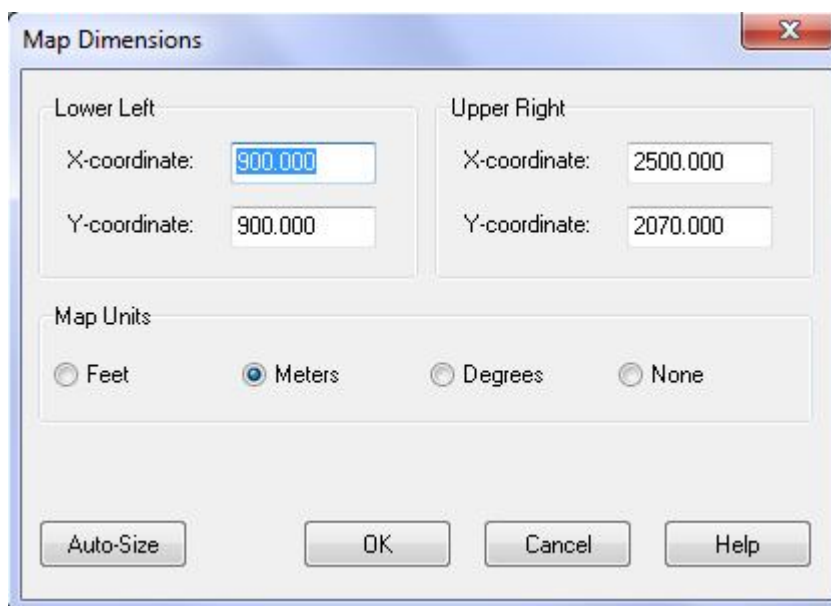 Map Dimensions
Lower Left
X-coordinate: 900.000
Y-coordinate: 900.000
Upper Right
X-coordinate: 2500.000
Y-coordinate: 2070.000
Map Units
Feet Meters Degrees None
Auto-Size OK Cancel Help